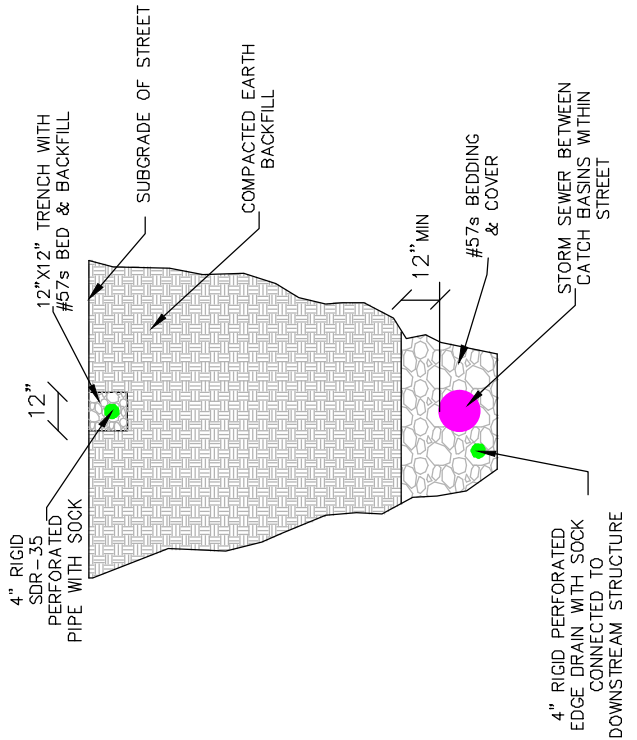 4" RIGID
SDR-35
PERFORATED
PIPE WITH SOCK
12"
12"X12" TRENCH WITH
#57s BED & BACKFILL
SUBGRADE OF STREET
COMPACTED EARTH
BACKFILL
12" MIN
#57s BEDDING
& COVER
STORM SEWER BETWEEN
CATCH BASINS WITHIN
STREET
4" RIGID PERFORATED
EDGE DRAIN WITH SOCK
CONNECTED TO
DOWNSTREAM STRUCTURE